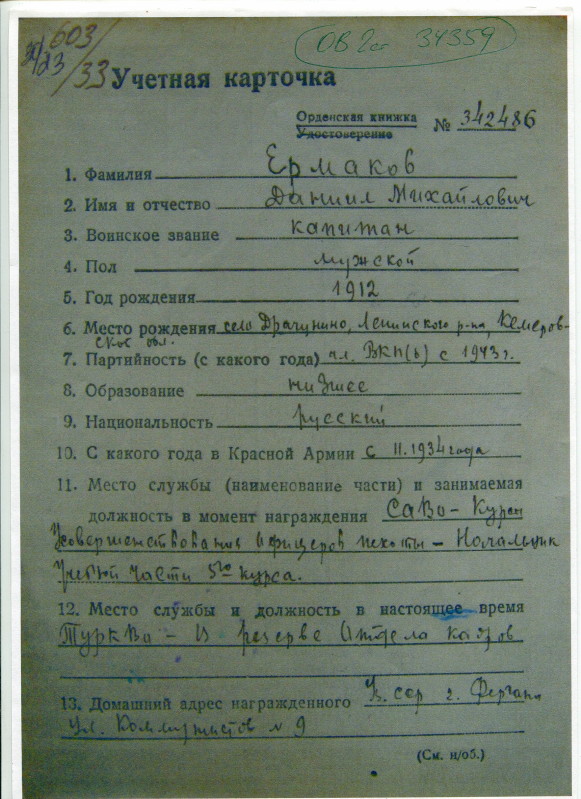 603
33
ОВ 2ст 34359
Учетная карточка
Орденская книжка
Удостоверение
№ 342486
1. Фамилия Ермаков
2. Имя и отчество Даниил Михайлович
3. Воинское звание капитан
4. Пол мужской
5. Год рождения 1912
6. Место рождения село Драчунино, Ленинского р-на, Кемеров-
ской обл.
7. Партийность (с какого года) чл. ВКП(б) с 1943 г.
8. Образование низшее
9. Национальность русский
10. С какого года в Красной Армии с 11.1934 года
11. Место службы (наименование части) и занимаемая
должность в момент награждения САВО – Курсы
Усовершенствования Офицеров пехоты – Начальник
Учебной части 5го курса.
12. Место службы и должность в настоящее время
ТуркВо – в резерве Отдела кадров
13. Домашний адрес награжденного Уз. сср г. Фергана
ул. Коммунистов № 9
(См. н/об.)